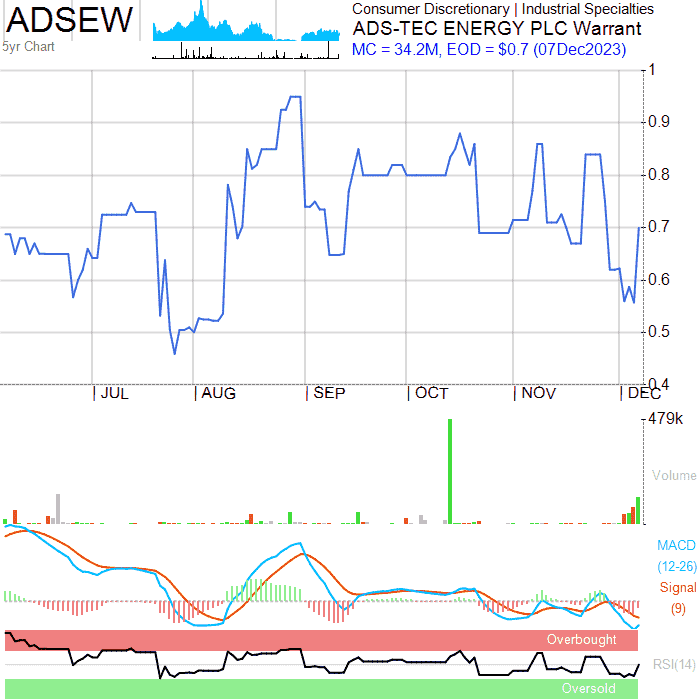 ADSEW
5yr Chart
Consumer Discretionary | Industrial Specialties
ADS-TEC ENERGY PLC Warrant
MC = 34.2M, EOD = $0.7 (07Dec2023)
1
0.9
0.8
0.7
0.6
0.5
0.4
JUL AUG SEP OCT NOV DEC
479k
Volume
MACD
(12-26)
Signal
(9)
Overbought
RSI(14)
Oversold